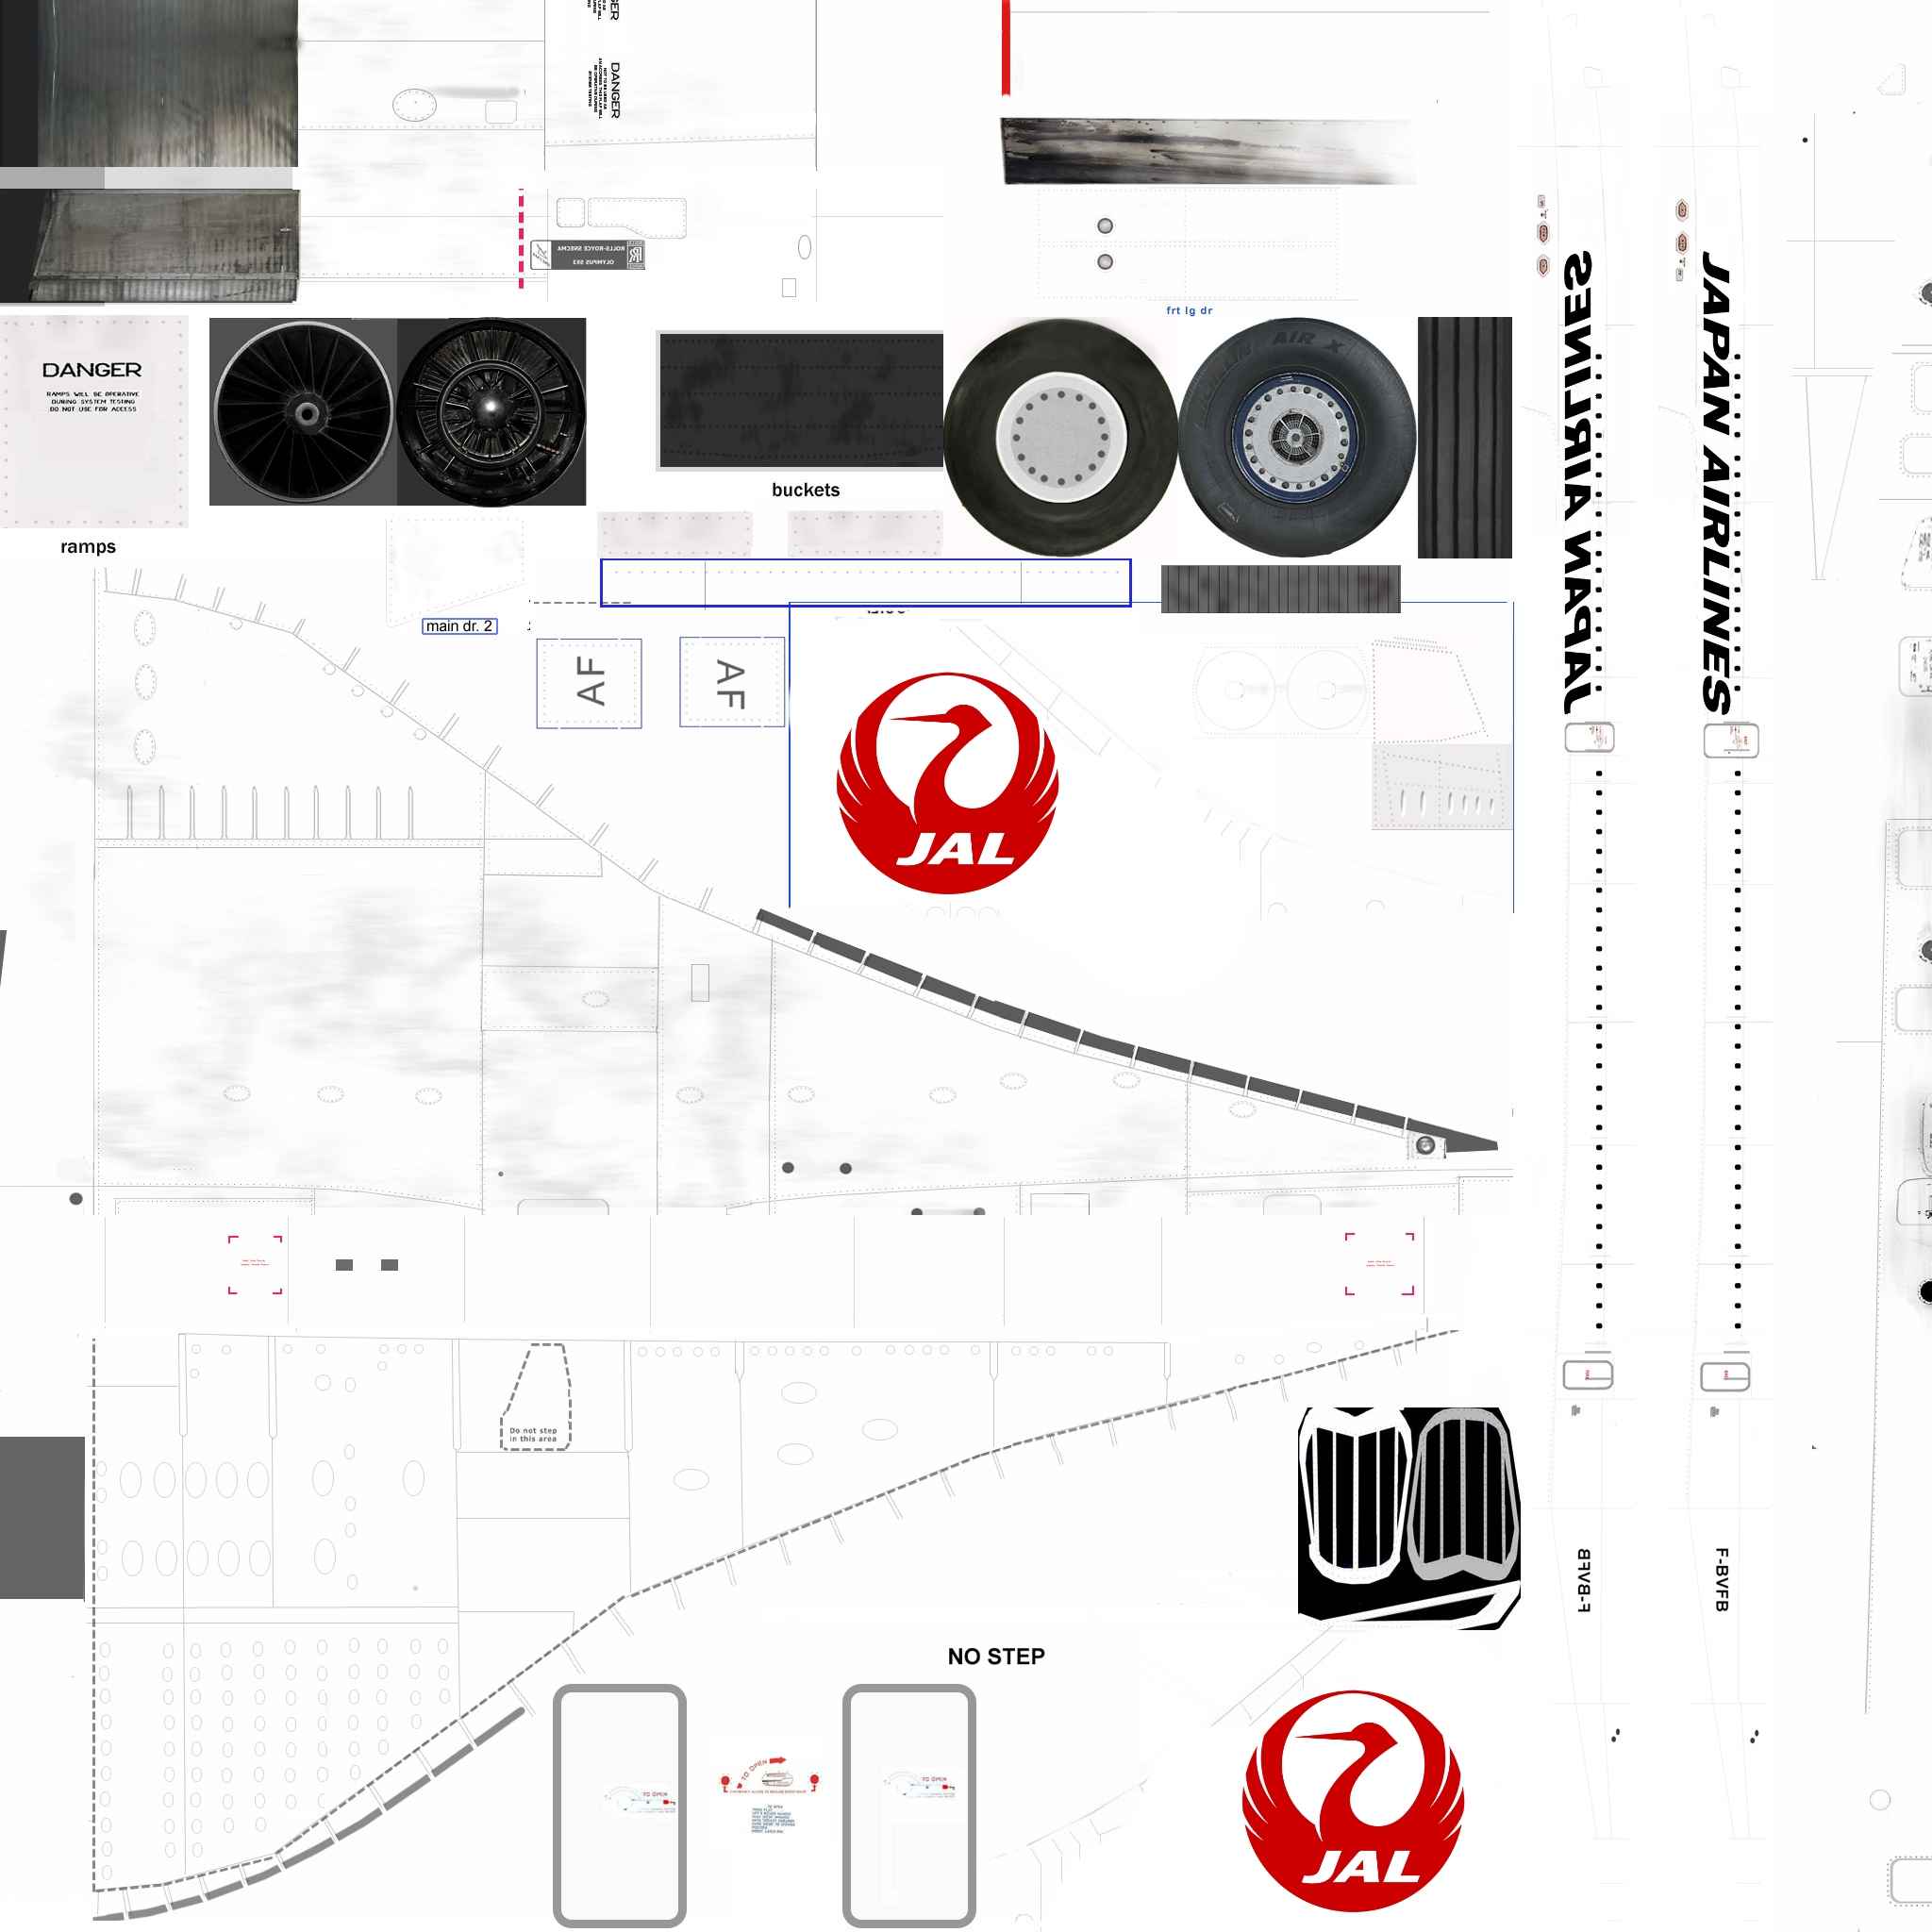 DANGER
ROLLS-ROYCE SNECMA
OLYMPUS 593
frt lg dr
DANGER
RAMPS WILL BE OPERATIVE
DURING SYSTEM TESTING
DO NOT USE FOR ACCESS
AIR X
buckets
ramps
main dr. 2
AF
AF
JAL
JAPAN AIRLINES
JAPAN AIRLINES
Do not step
in this area
F-BVFB
F-BVFB
NO STEP
TO OPEN
TO OPEN
TO OPEN
JAL